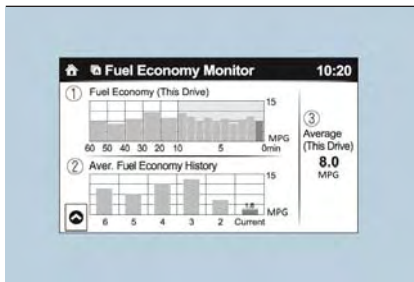 Fuel Economy Monitor 10:20
① Fuel Economy (This Drive)
15
MPG
60 50 40 30 20 10 5 0min
② Aver. Fuel Economy History
15
1.8
MPG
6 5 4 3 2 Current
③
Average
(This Drive)
8.0
MPG